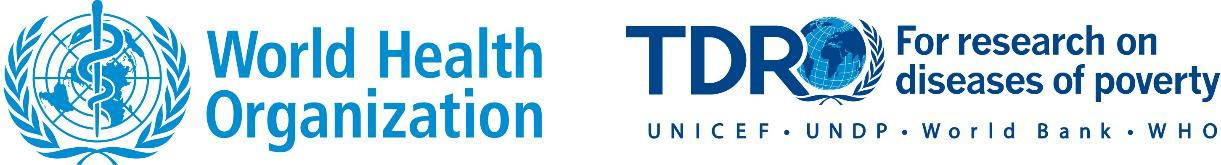 World Health
Organization
TDR
For research on
diseases of poverty
UNICEF • UNDP • World Bank • WHO